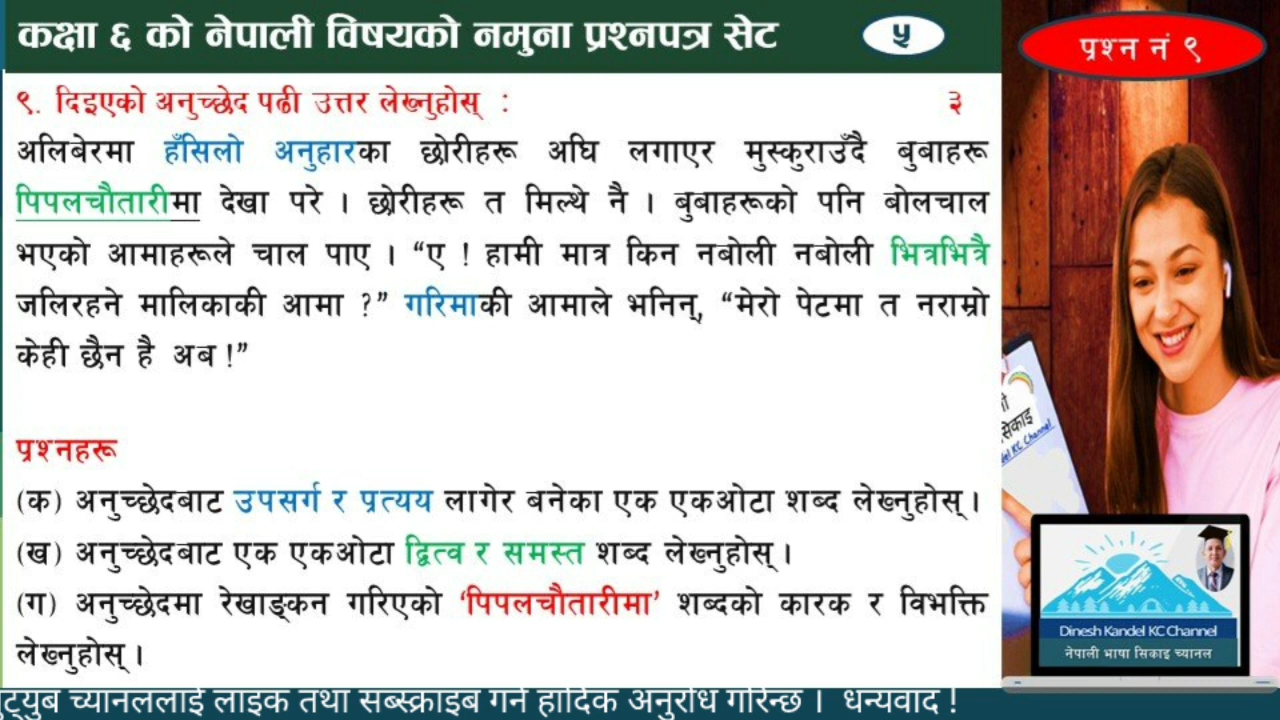 कक्षा ६ को नेपाली विषयको नमुना प्रश्नपत्र सेट ५
प्रश्न नं ९
९. दिइएको अनुच्छेद पढी उत्तर लेख्नुहोस् : ३
अलिबेरमा हँसिलो अनुहारका छोरीहरू अघि लगाएर मुस्कुराउँदै बुबाहरू
पिपलचौतारीमा देखा परे । छोरीहरू त मिल्थे नै । बुबाहरूको पनि बोलचाल
भएको आमाहरूले चाल पाए । “ए ! हामी मात्र किन नबोली नबोली भित्रभित्रै
जलिरहने मालिकाकी आमा ?” गरिमाकी आमाले भनिन्, “मेरो पेटमा त नराम्रो
केही छैन है अब !”
प्रश्नहरू
(क) अनुच्छेदबाट उपसर्ग र प्रत्यय लागेर बनेका एक एकओटा शब्द लेख्नुहोस् ।
(ख) अनुच्छेदबाट एक एकओटा द्वित्व र समस्त शब्द लेख्नुहोस् ।
(ग) अनुच्छेदमा रेखाङ्कन गरिएको ‘पिपलचौतारीमा’ शब्दको कारक र विभक्ति
लेख्नुहोस् ।
KC Channel
Dinesh Kandel KC Channel
नेपाली भाषा सिकाइ च्यानल
च्यानललाई लाइक तथा सब्स्क्राइब गर्न हार्दिक अनुरोध गरिन्छ । धन्यवाद !